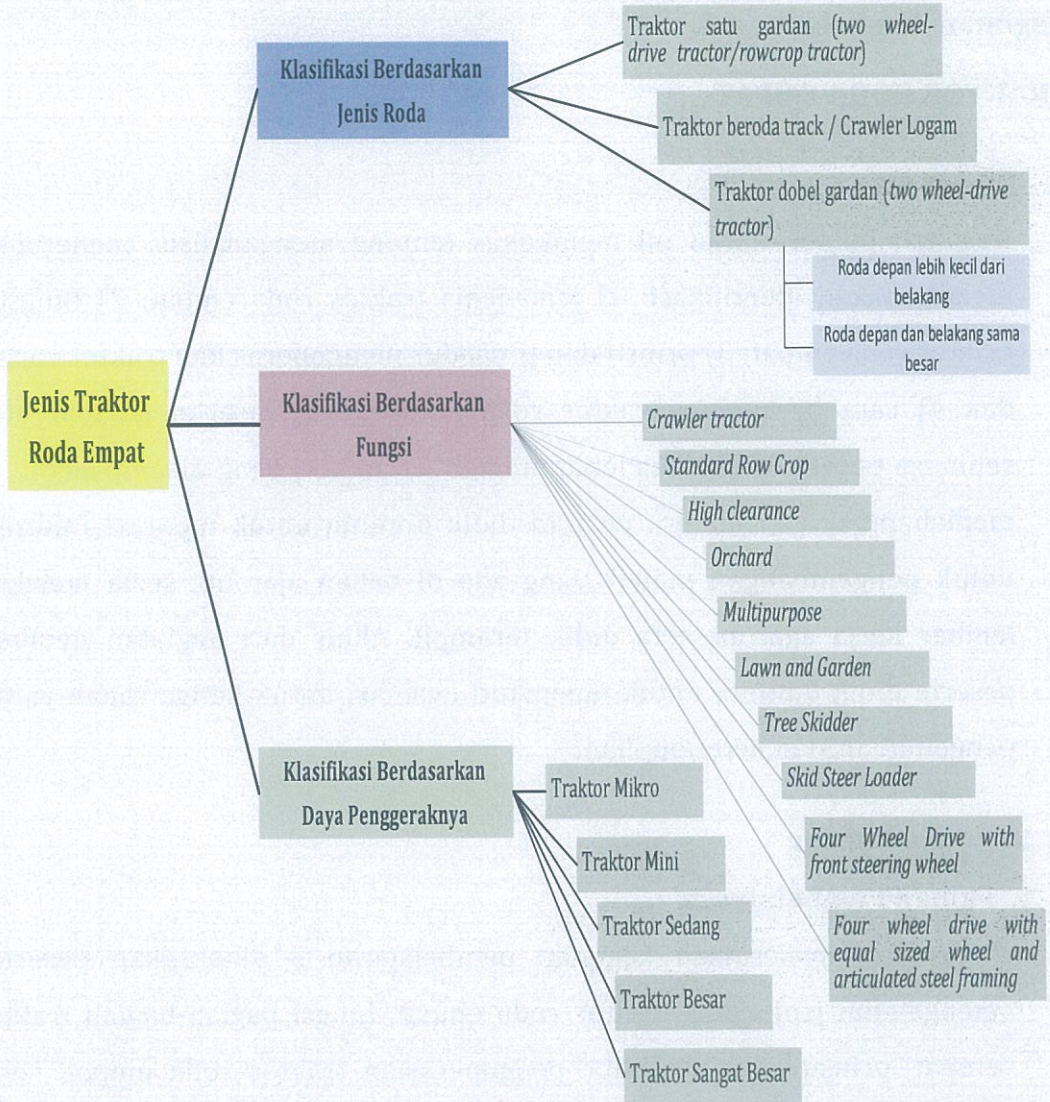 Traktor satu gardan (two wheel-
drive tractor/rowcrop tractor)
Klasifikasi Berdasarkan
Jenis Roda
Traktor beroda track / Crawler Logam
Traktor dobel gardan (two wheel-drive
tractor)
Roda depan lebih kecil dari
belakang
Roda depan dan belakang sama
besar
Jenis Traktor
Roda Empat
Klasifikasi Berdasarkan
Fungsi
Crawler tractor
Standard Row Crop
High clearance
Orchard
Multipurpose
Lawn and Garden
Tree Skidder
Skid Steer Loader
Four Wheel Drive with
front steering wheel
Four wheel drive with
equal sized wheel and
articulated steel framing
Klasifikasi Berdasarkan
Daya Penggeraknya
Traktor Mikro
Traktor Mini
Traktor Sedang
Traktor Besar
Traktor Sangat Besar